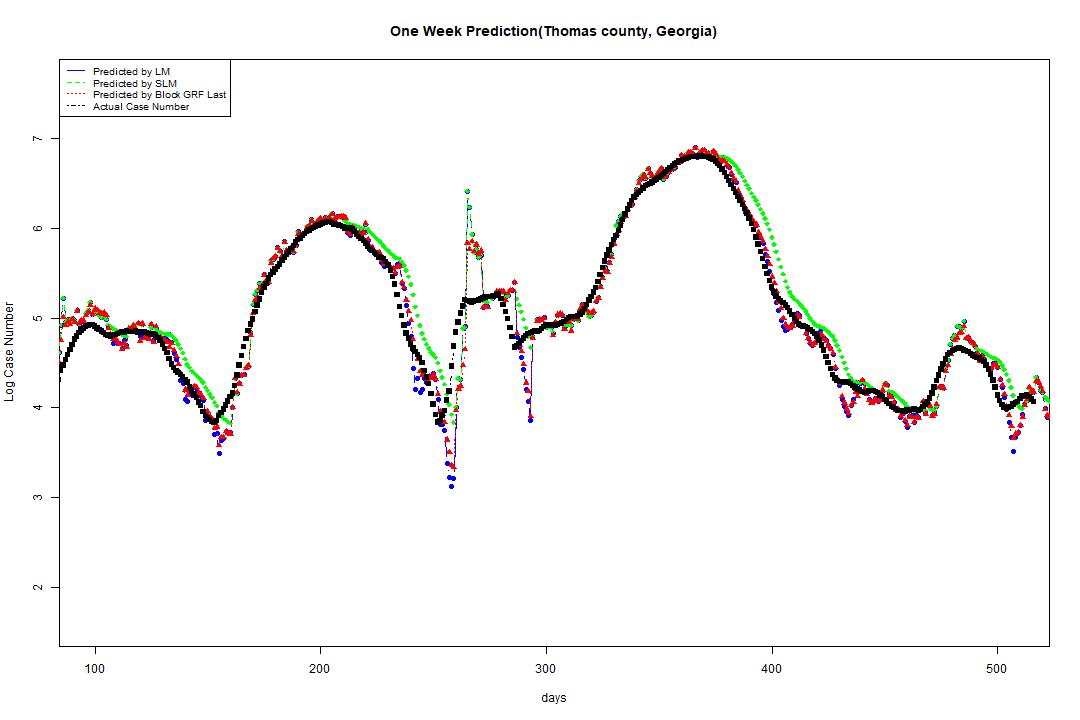 One Week Prediction(Thomas county, Georgia)
Predicted by LM
Predicted by SLM
Predicted by Block GRF Last
Actual Case Number
7
6
5
4
3
2
Log Case Number
100 200 300 400 500
days